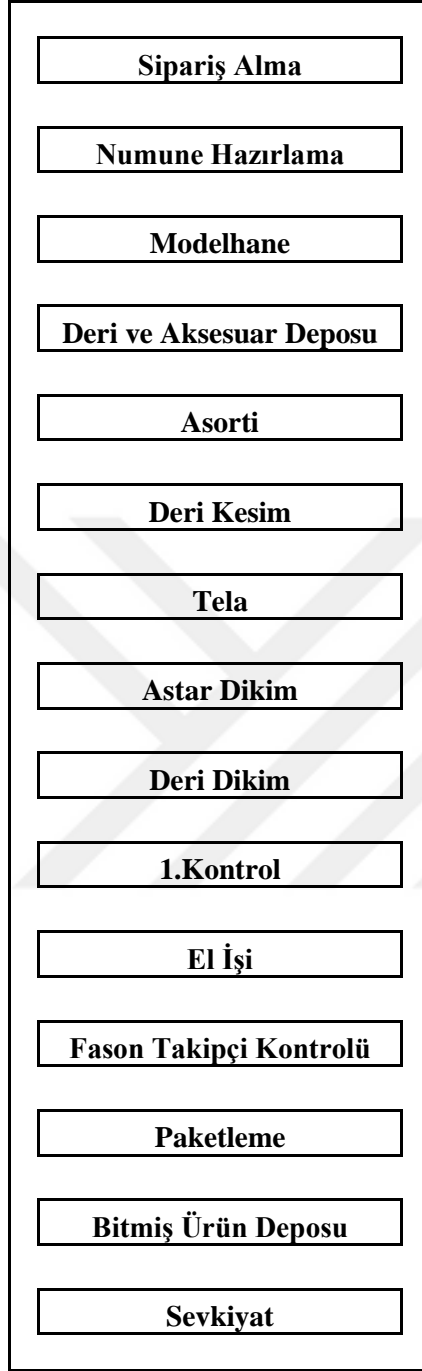 Sipariş Alma
Numune Hazırlama
Modelhane
Deri ve Aksesuar Deposu
Asorti
Deri Kesim
Tela
Astar Dikim
Deri Dikim
1.Kontrol
El İşi
Fason Takipçi Kontrolü
Paketleme
Bitmiş Ürün Deposu
Sevkiyat